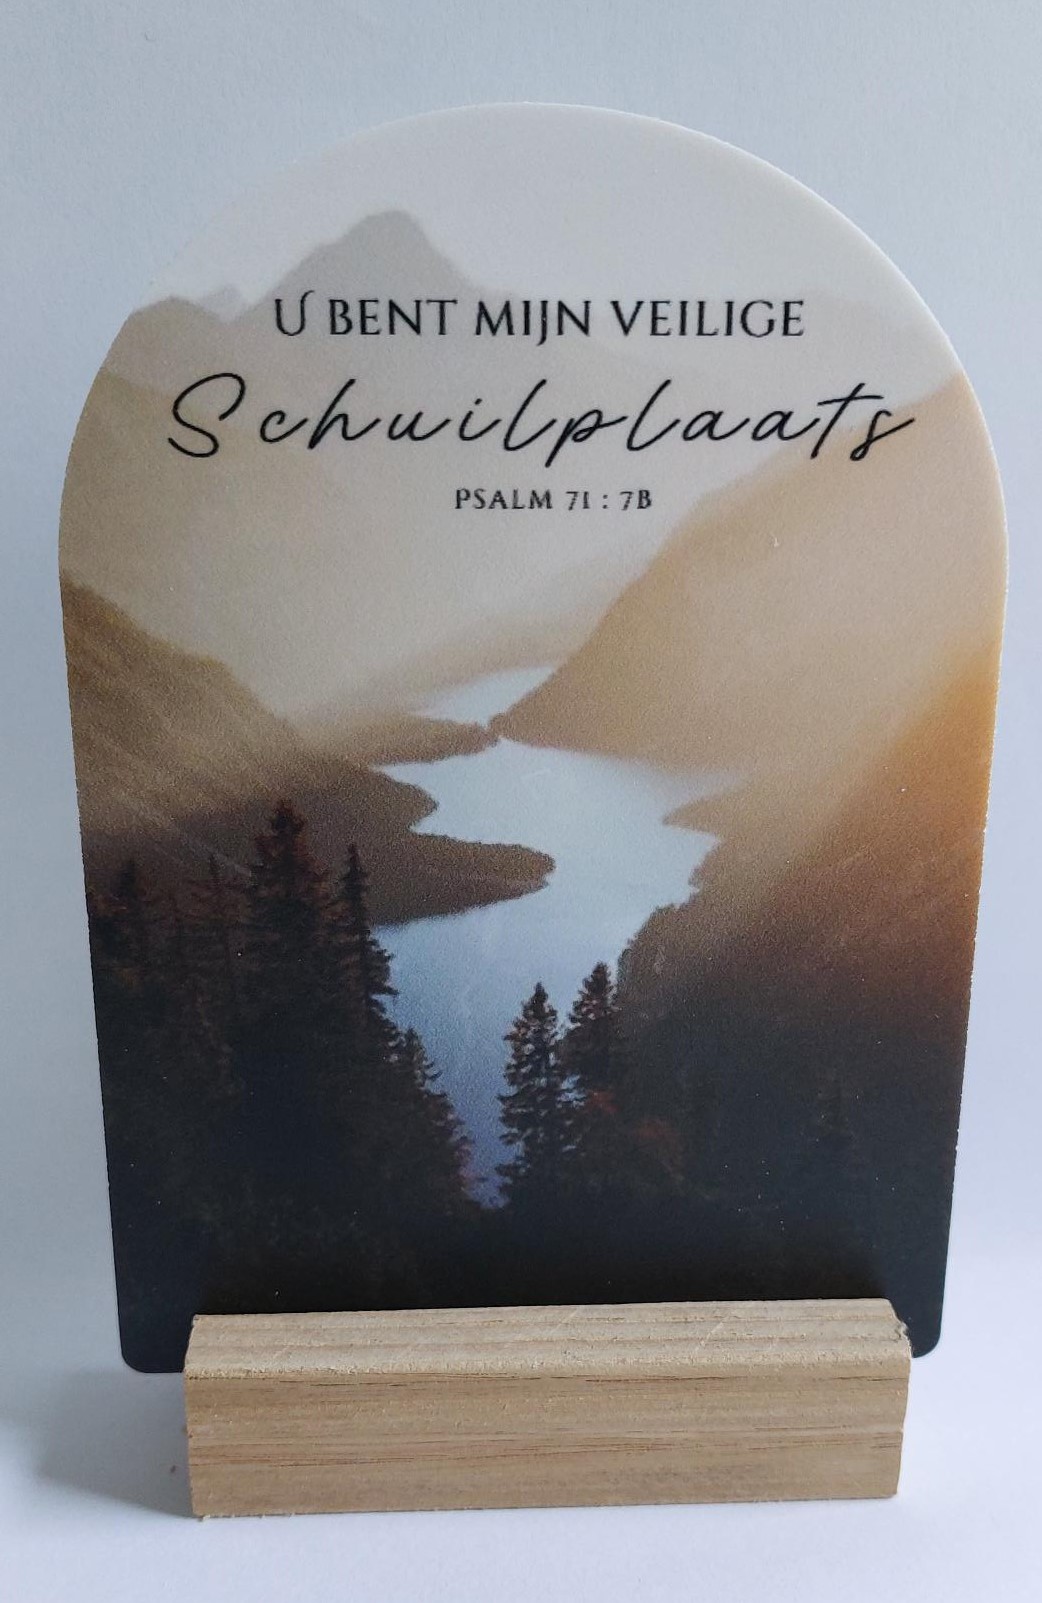 U BENT MIJN VEILIGE
Schuilplaats
PSALM 71 : 7B